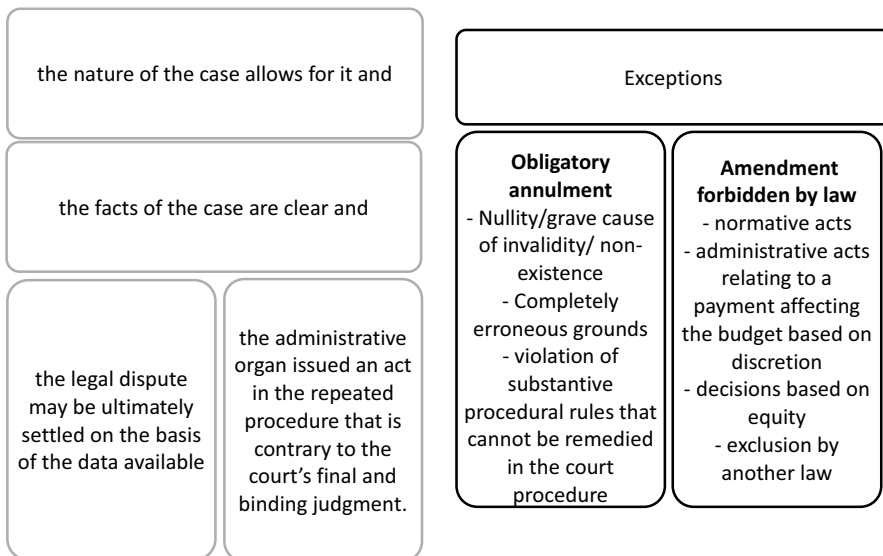 the nature of the case allows for it and
the facts of the case are clear and
the legal dispute
may be ultimately
settled on the basis
of the data available
the administrative
organ issued an act
in the repeated
procedure that is
contrary to the
court's final and
binding judgment.
Exceptions
Obligatory
annulment
- Nullity/grave cause
of invalidity/ non-
existence
- Completely
erroneous grounds
- violation of
substantive
procedural rules that
cannot be remedied
in the court
procedure
Amendment
forbidden by law
- normative acts
- administrative acts
relating to a
payment affecting
the budget based on
discretion
- decisions based on
equity
- exclusion by
another law